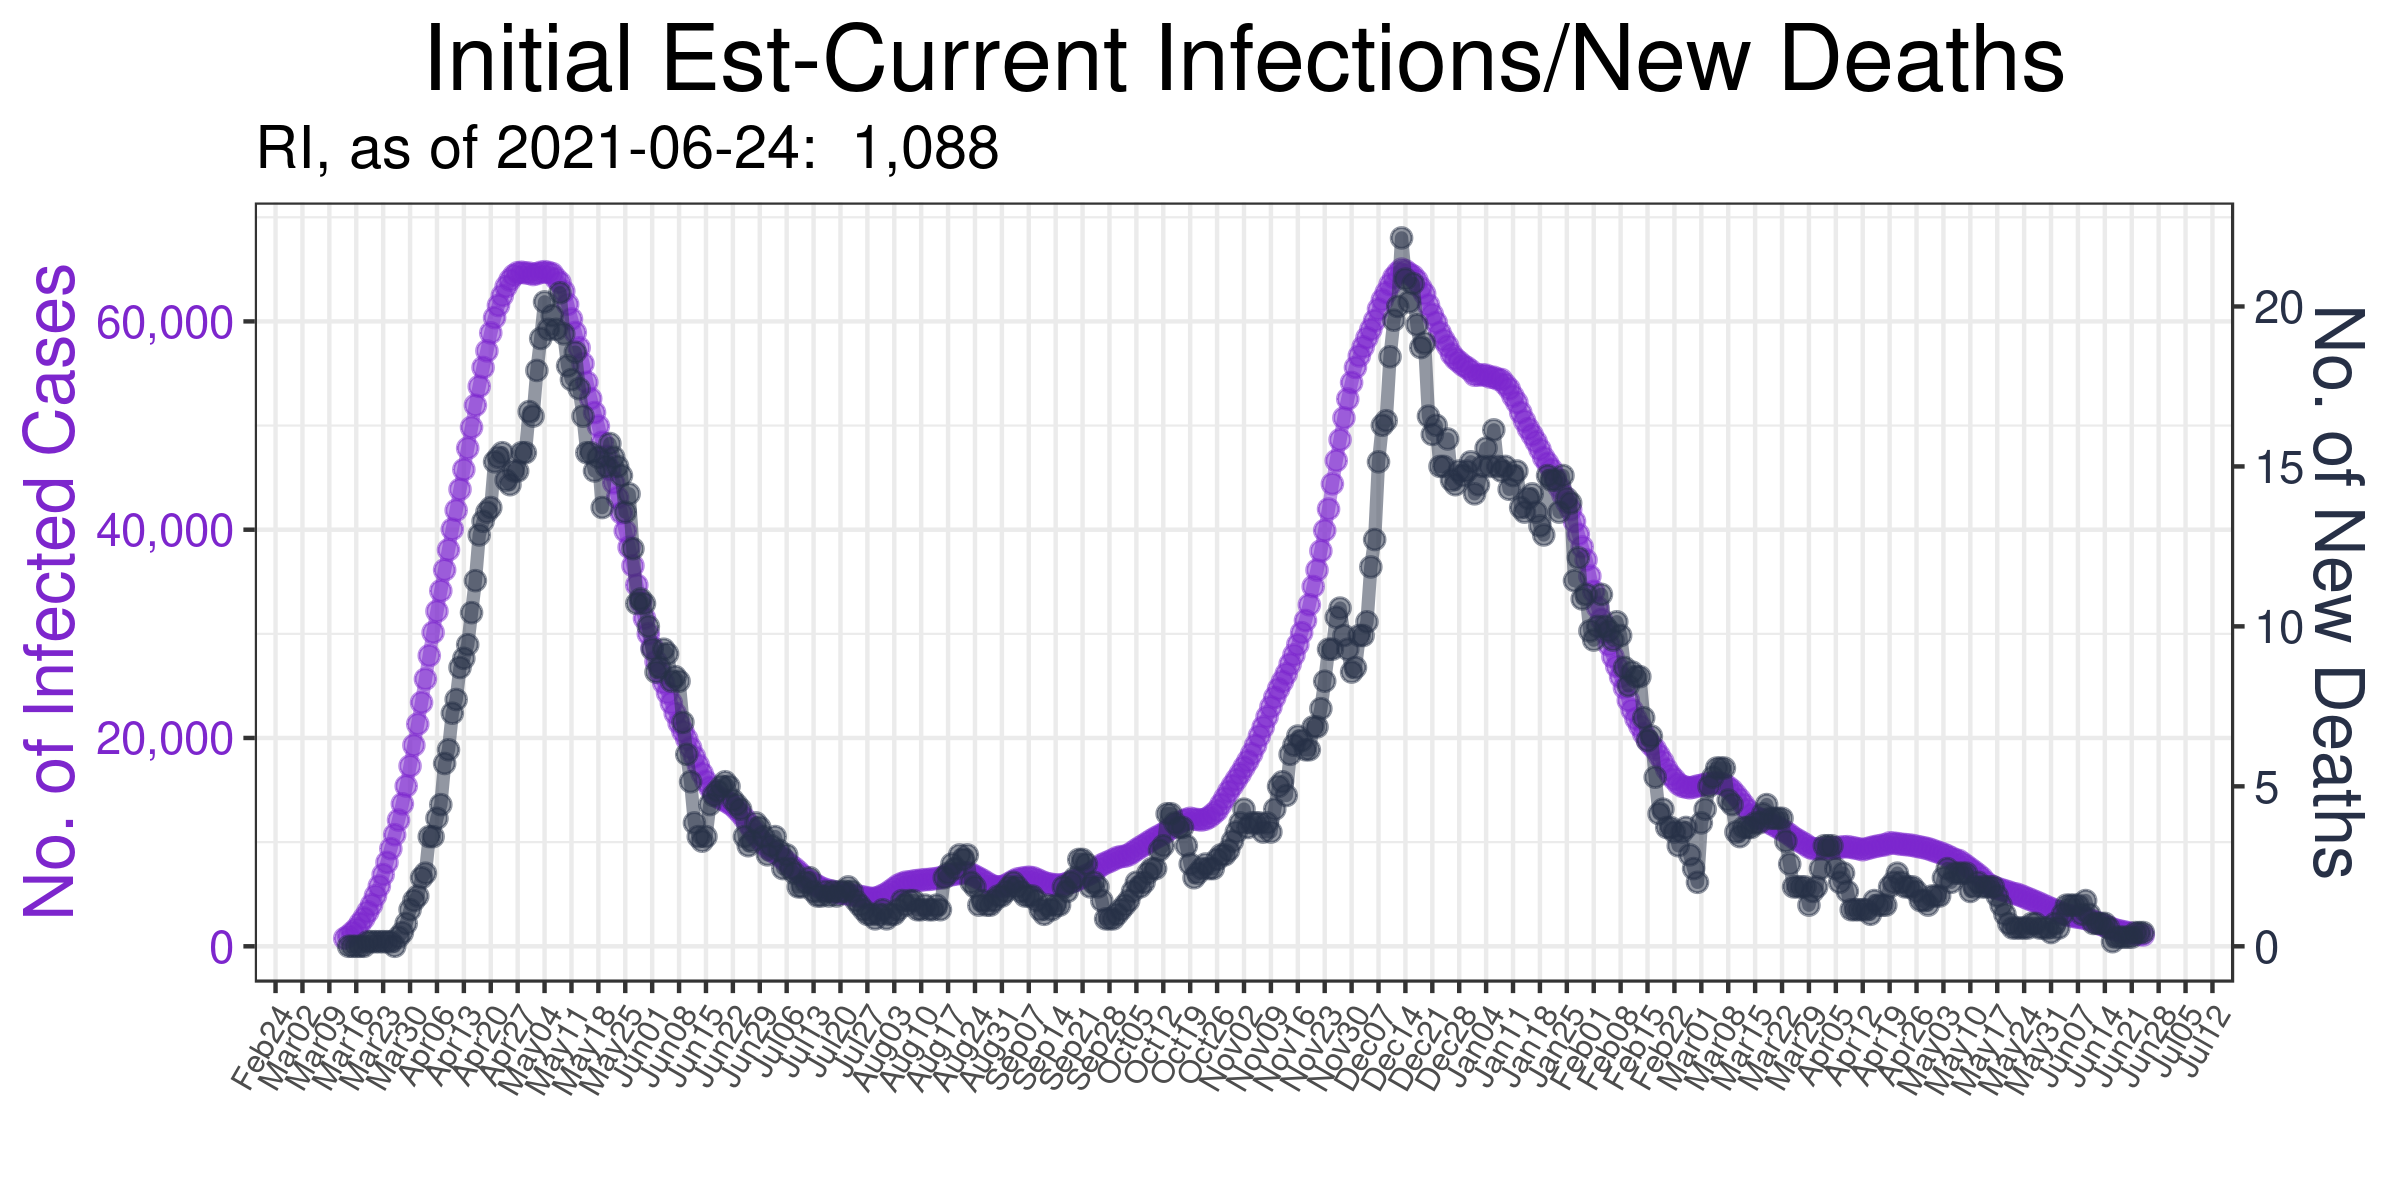 Initial Est-Current Infections/New Deaths
RI, as of 2021-06-24: 1,088
No. of Infected Cases
60,000
40,000
20,000
0
20
15
10
5
0
No. of New Deaths
Feb24
Mar02
Mar09
Mar16
Mar23
Mar30
Apr06
Apr13
Apr20
Apr27
May04
May11
May18
May25
Jun01
Jun08
Jun15
Jun22
Jun29
Jul06
Jul13
Jul20
Jul27
Aug03
Aug10
Aug17
Aug24
Aug31
Sep07
Sep14
Sep21
Sep28
Oct05
Oct12
Oct19
Oct26
Nov02
Nov09
Nov16
Nov23
Nov30
Dec07
Dec14
Dec21
Dec28
Jan04
Jan11
Jan18
Jan25
Feb01
Feb08
Feb15
Feb22
Mar01
Mar08
Mar15
Mar22
Mar29
Apr05
Apr12
Apr19
Apr26
May03
May10
May17
May24
May31
Jun07
Jun14
Jun21
Jun28
Jul05
Jul12